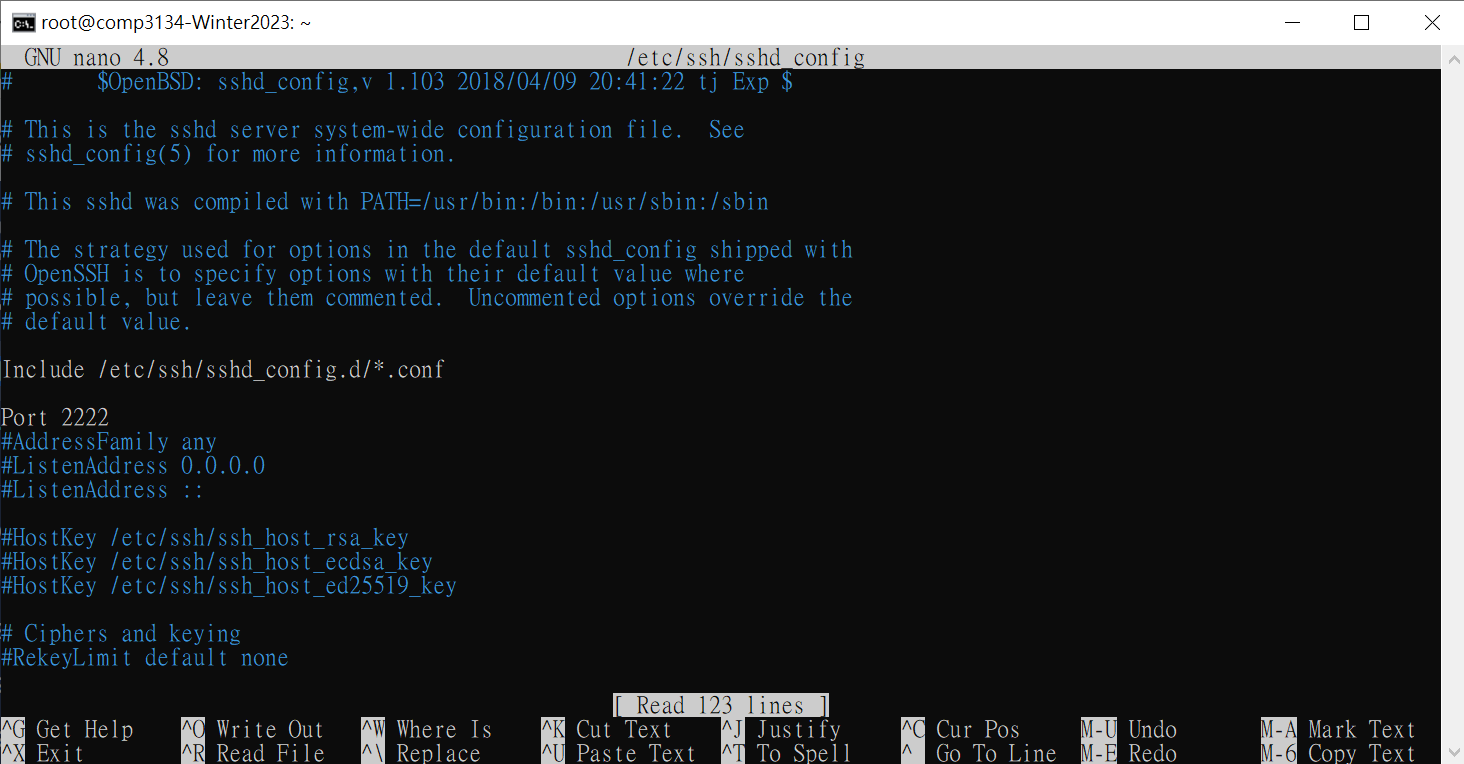 root@comp3134-Winter2023: ~
GNU nano 4.8 /etc/ssh/sshd_config
# $OpenBSD: sshd_config,v 1.103 2018/04/09 20:41:22 tj Exp $
# This is the sshd server system-wide configuration file. See
# sshd_config(5) for more information.
# This sshd was compiled with PATH=/usr/bin:/bin:/usr/sbin:/sbin
# The strategy used for options in the default sshd_config shipped with
# OpenSSH is to specify options with their default value where
# possible, but leave them commented. Uncommented options override the
# default value.
Include /etc/ssh/sshd_config.d/*.conf
Port 2222
#AddressFamily any
#ListenAddress 0.0.0.0
#ListenAddress ::
#HostKey /etc/ssh/ssh_host_rsa_key
#HostKey /etc/ssh/ssh_host_ecdsa_key
#HostKey /etc/ssh/ssh_host_ed25519_key
# Ciphers and keying
#RekeyLimit default none
[ Read 123 lines ]
^G Get Help ^O Write Out ^W Where Is ^K Cut Text ^J Justify ^C Cur Pos M-U Undo M-A Mark Text
^X Exit ^R Read File ^\ Replace ^U Paste Text ^T To Spell ^_ Go To Line M-E Redo M-6 Copy Text